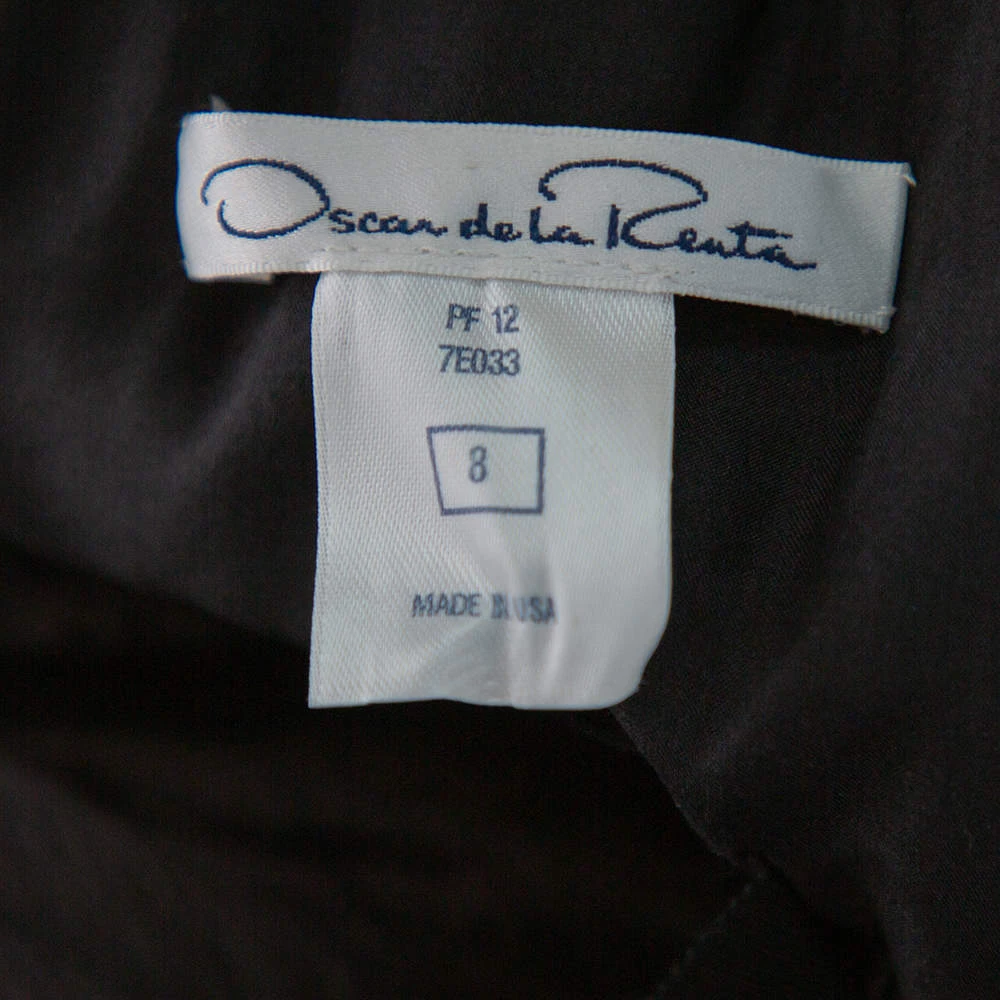 Oscar de la Renta
PF 12
7E033
8
MADE IN USA